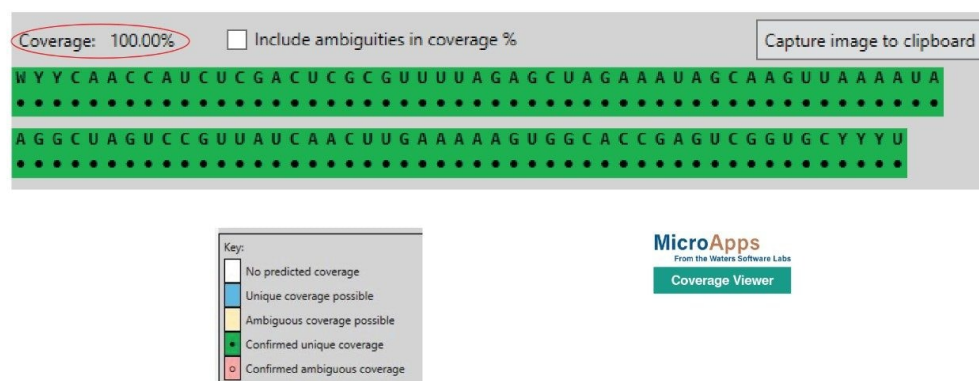 Coverage: 100.00%
Include ambiguities in coverage %
Capture image to clipboard
W Y Y C A A C C A U C U C G A C U C G C G U U U U A G A G C U A G A A A U A G C A A G U U A A A A U A
A G G C U A G U C C G U U A U C A A C U U G A A A A A G U G G C A C C G A G U C G G U G C Y Y Y U
Key:
No predicted coverage
Unique coverage possible
Ambiguous coverage possible
Confirmed unique coverage
Confirmed ambiguous coverage
MicroApps
From the Waters Software Labs
Coverage Viewer